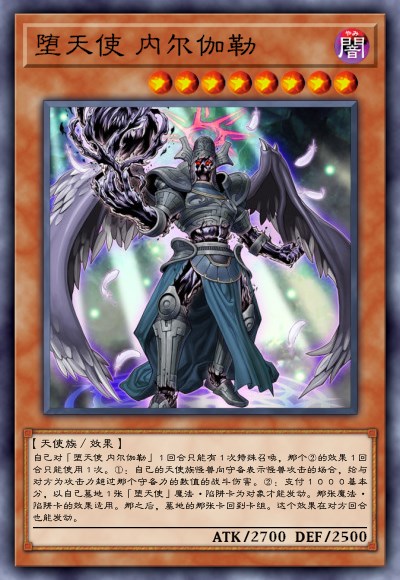 堕天使 内尔伽勒
やみ
闇
【天使族/效果】
自己对「堕天使 内尔伽勒」1回合只能有1次特殊召唤,那个②的效果1回
合只能使用1次。①:自己的天使族怪兽向守备表示怪兽攻击的场合,给与
对方为攻击力超过那个守备力的数值的战斗伤害。②:支付1000基本
分,以自己墓地1张「堕天使」魔法·陷阱卡为对象才能发动。那张魔法·
陷阱卡的效果适用。那之后,墓地的那张卡回到卡组。这个效果在对方回合
也能发动。
ATK/2700 DEF/2500